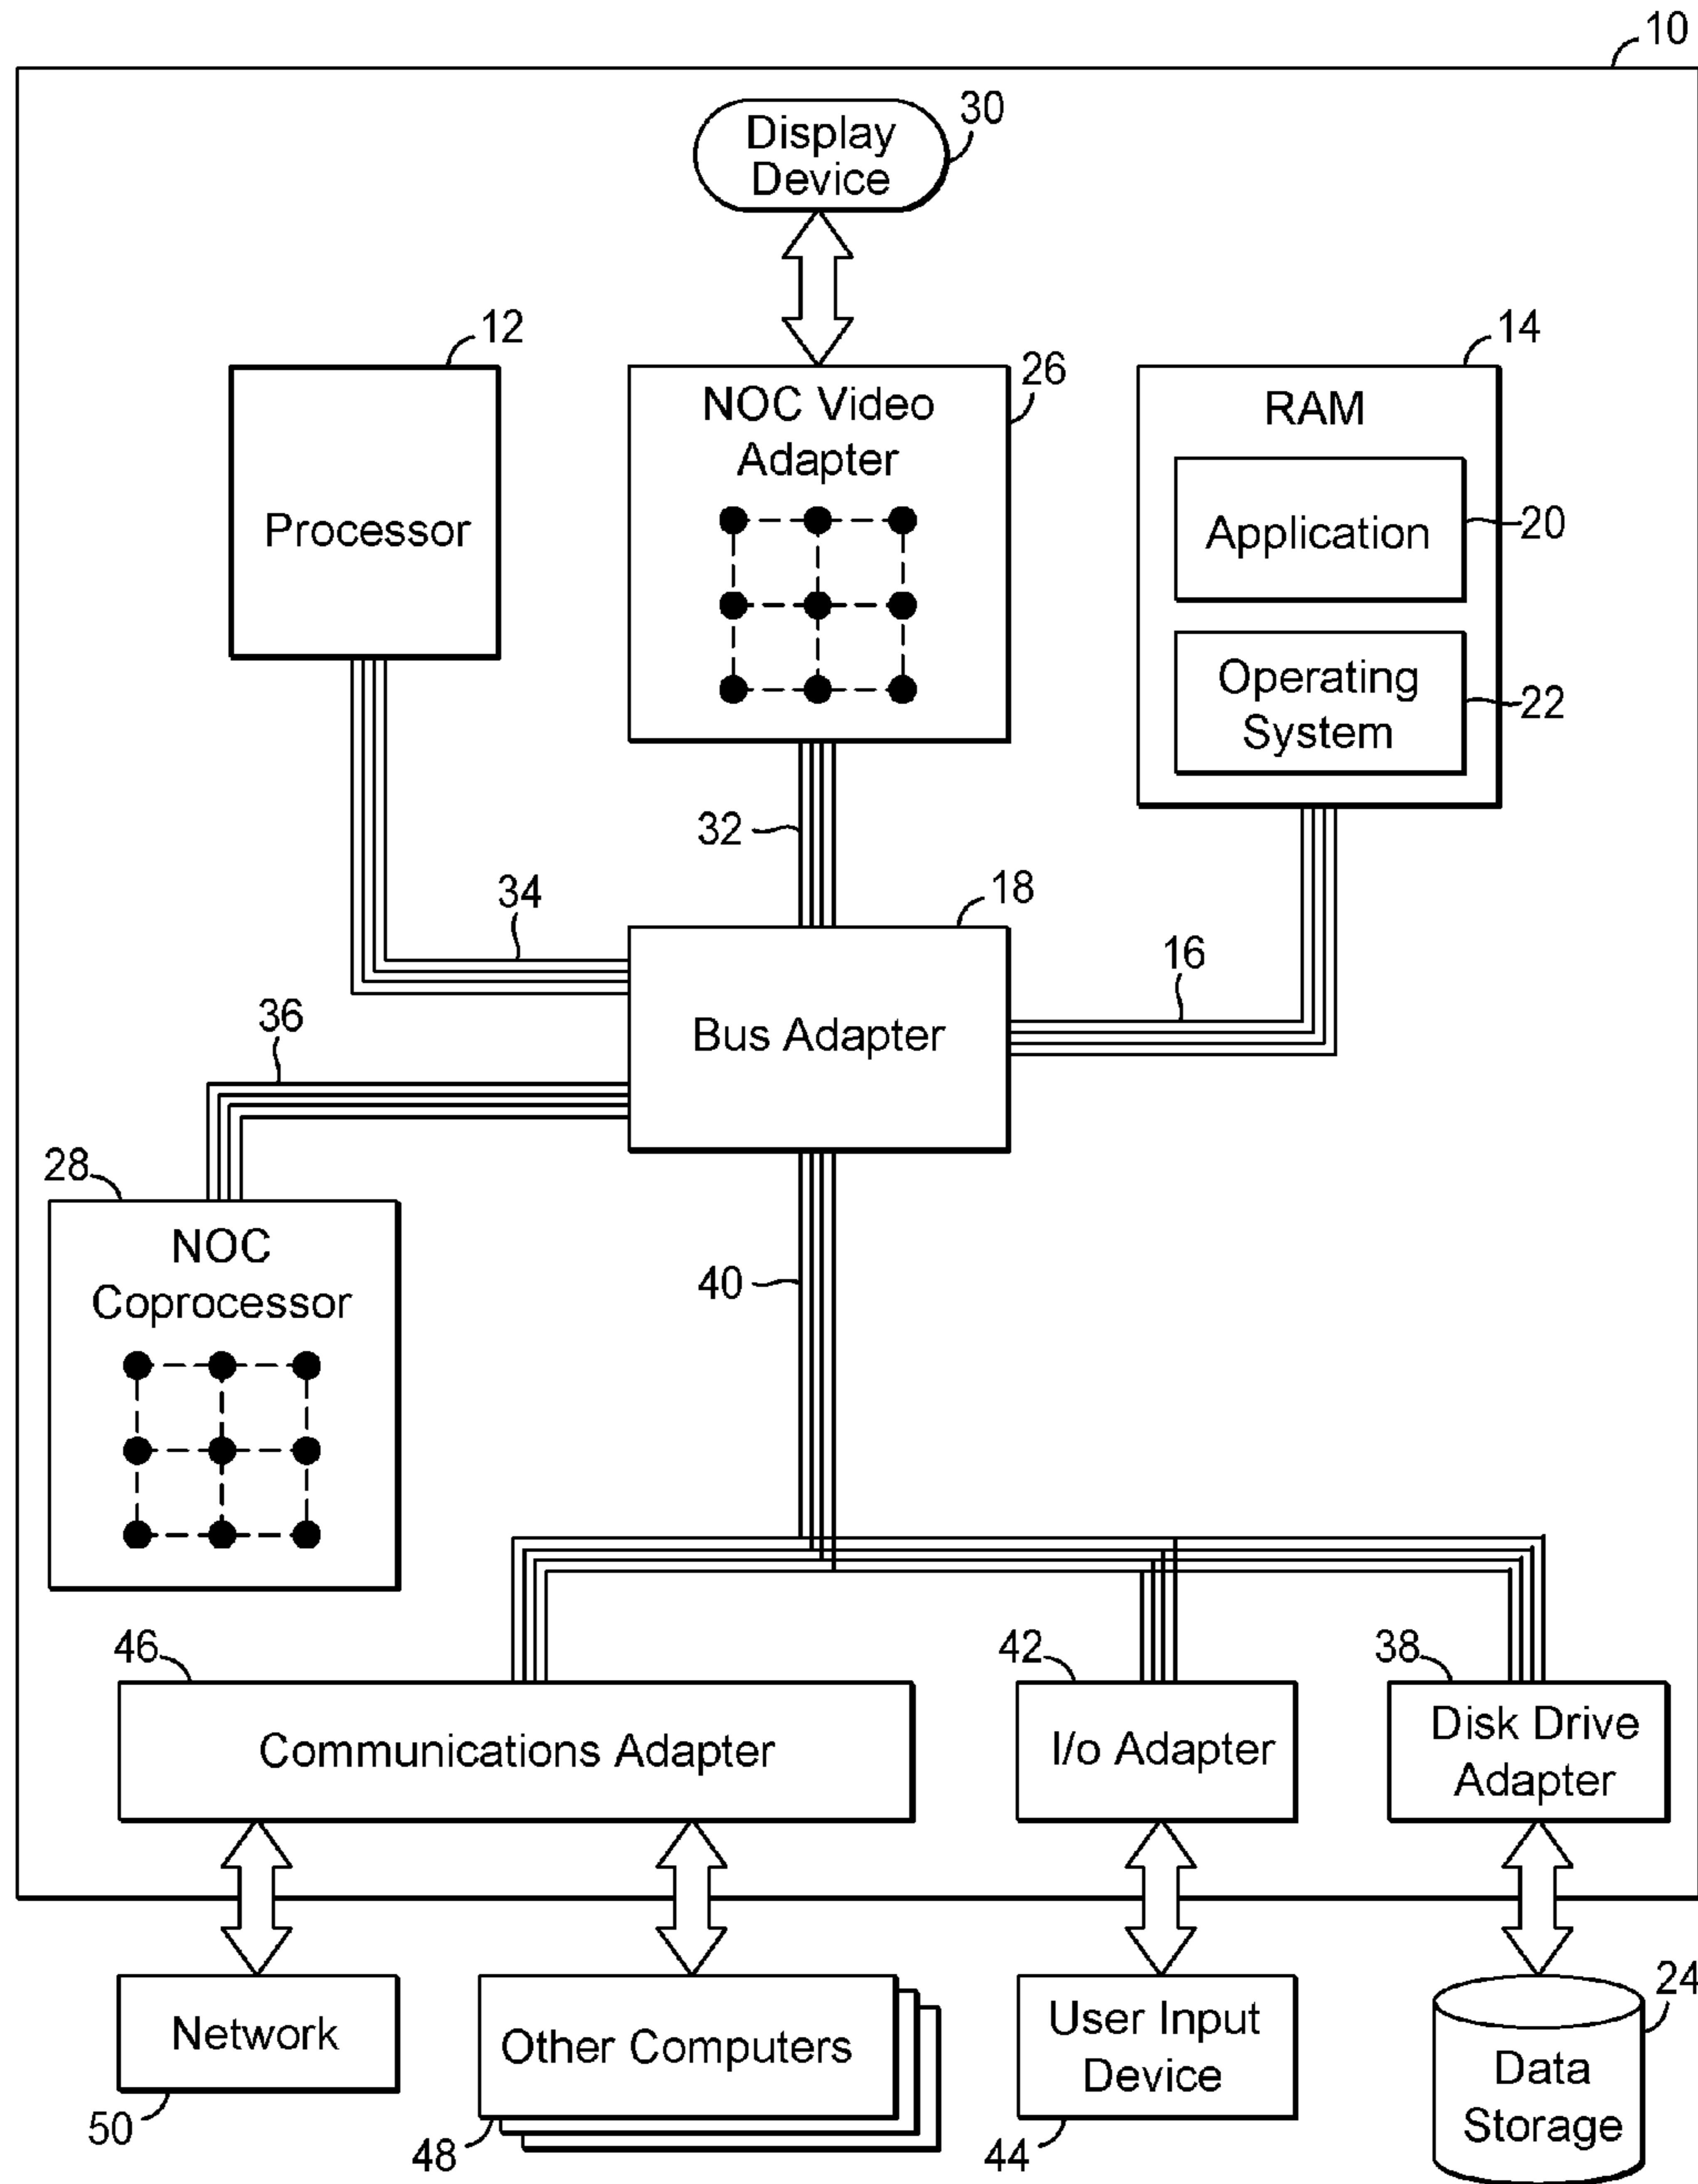 10
Display
Device
30
12
Processor
NOC Video
Adapter
26
14
RAM
Application
20
Operating
System
22
32
34
18
Bus Adapter
16
36
28
NOC
Coprocessor
40
46
Communications Adapter
42
I/o Adapter
38
Disk Drive
Adapter
Network
50
Other Computers
48
User Input
Device
44
24
Data
Storage